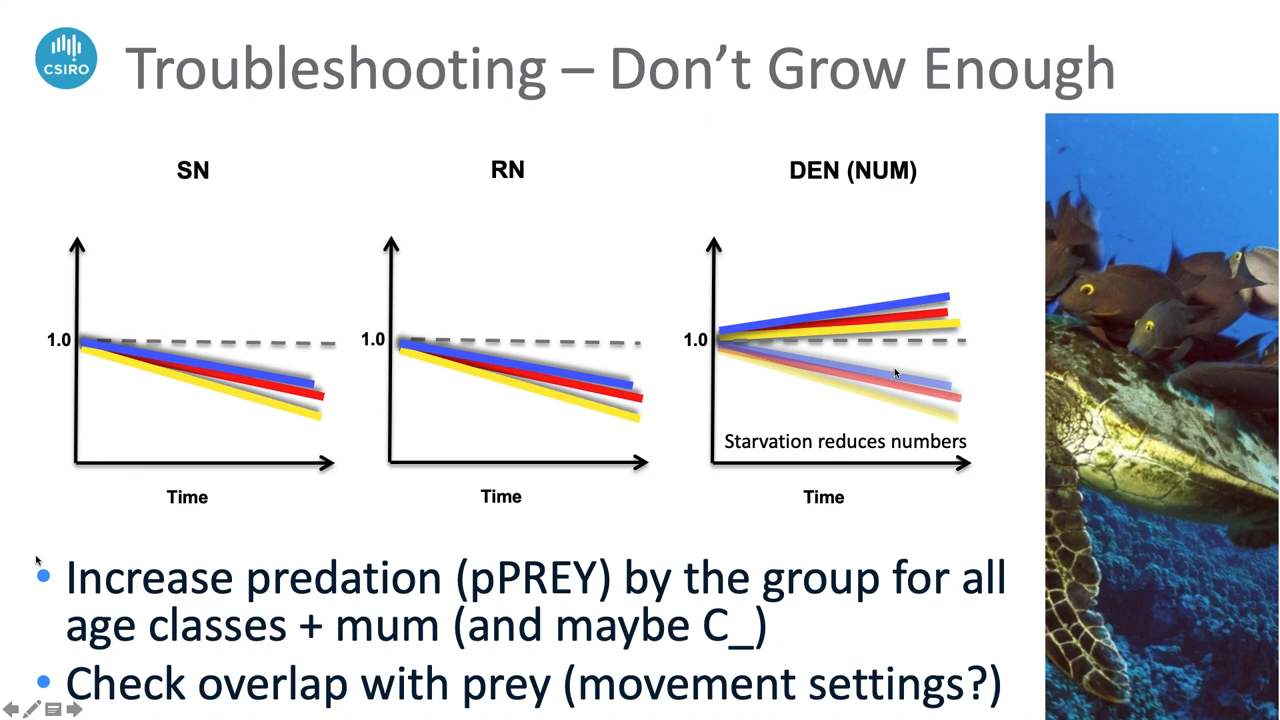 CSIRO
Troubleshooting – Don't Grow Enough
SN
RN
DEN (NUM)
1.0
1.0
1.0
Starvation reduces numbers
Time
Time
Time
• Increase predation (pPREY) by the group for all
age classes + mum (and maybe C_)
• Check overlap with prey (movement settings?)